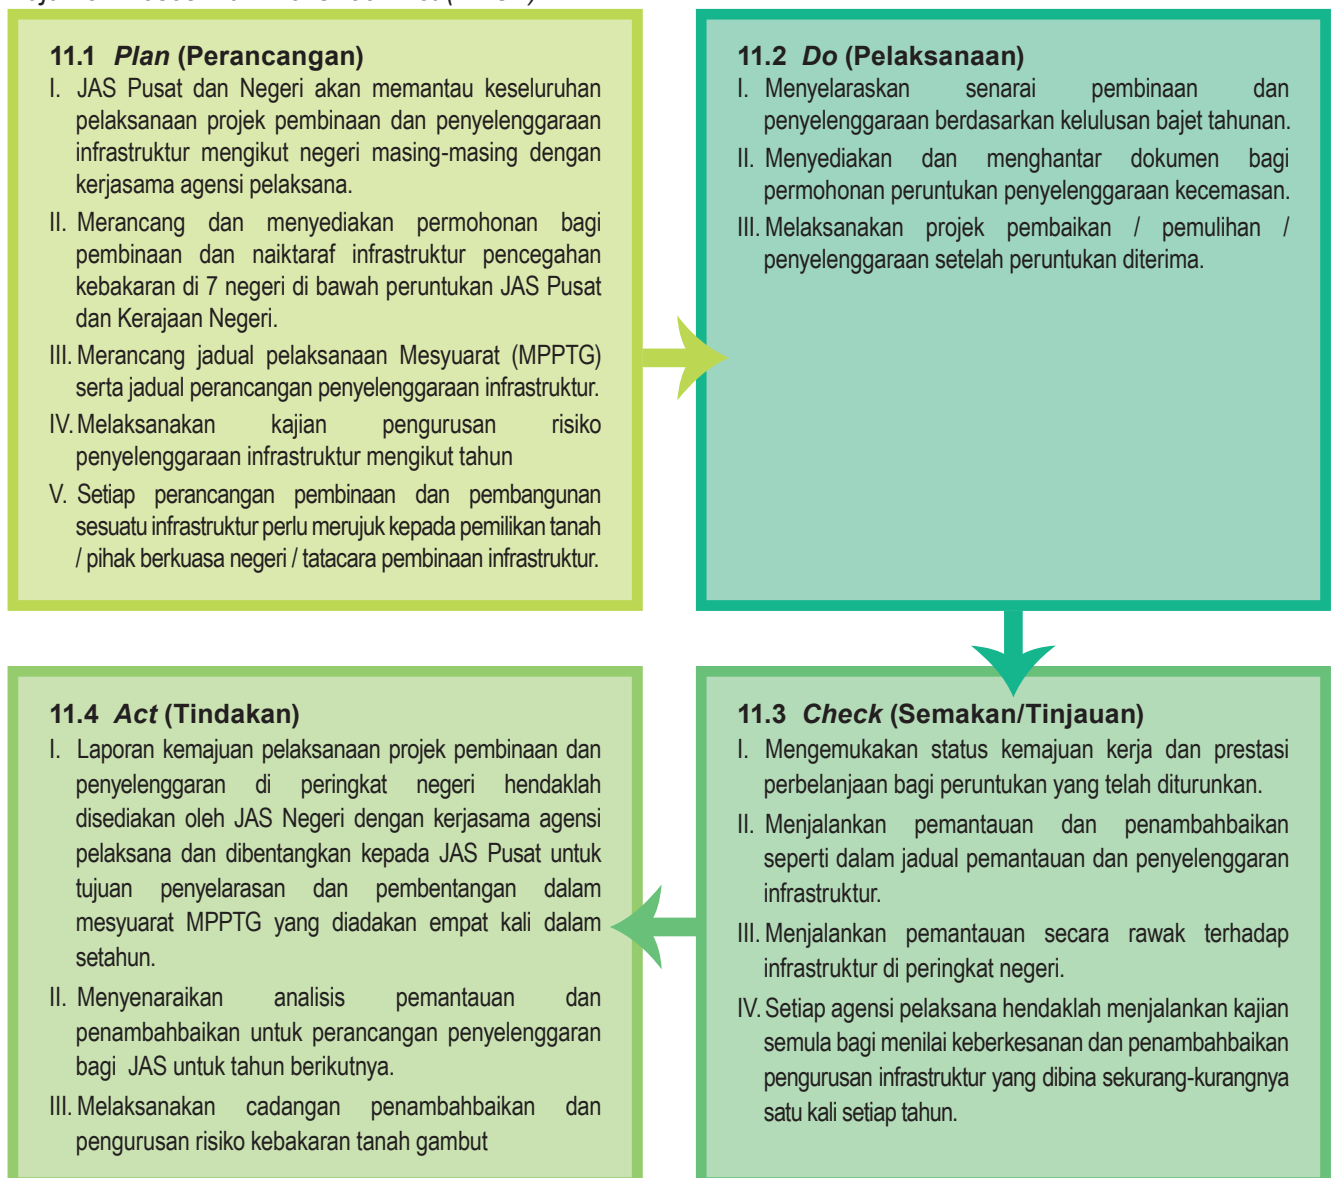 11.1 Plan (Perancangan)
I. JAS Pusat dan Negeri akan memantau keseluruhan
pelaksanaan projek pembinaan dan penyelenggaraan
infrastruktur mengikut negeri masing-masing dengan
kerjasama agensi pelaksana.
II. Merancang dan menyediakan permohonan bagi
pembinaan dan naiktaraf infrastruktur pencegahan
kebakaran di 7 negeri di bawah peruntukan JAS Pusat
dan Kerajaan Negeri.
III. Merancang jadual pelaksanaan Mesyuarat (MPPTG)
serta jadual perancangan penyelenggaraan infrastruktur.
IV. Melaksanakan kajian pengurusan risiko
penyelenggaraan infrastruktur mengikut tahun
V. Setiap perancangan pembinaan dan pembangunan
sesuatu infrastruktur perlu merujuk kepada pemilikan tanah
/ pihak berkuasa negeri / tatacara pembinaan infrastruktur.
11.2 Do (Pelaksanaan)
I. Menyelaraskan senarai pembinaan dan
penyelenggaraan berdasarkan kelulusan bajet tahunan.
II. Menyediakan dan menghantar dokumen bagi
permohonan peruntukan penyelenggaraan kecemasan.
III. Melaksanakan projek pembaikan / pemulihan /
penyelenggaraan setelah peruntukan diterima.
11.3 Check (Semakan/Tinjauan)
I. Mengemukakan status kemajuan kerja dan prestasi
perbelanjaan bagi peruntukan yang telah diturunkan.
II. Menjalankan pemantauan dan penambahbaikan
seperti dalam jadual pemantauan dan penyelenggaran
infrastruktur.
III. Menjalankan pemantauan secara rawak terhadap
infrastruktur di peringkat negeri.
IV. Setiap agensi pelaksana hendaklah menjalankan kajian
semula bagi menilai keberkesanan dan penambahbaikan
pengurusan infrastruktur yang dibina sekurang-kurangnya
satu kali setiap tahun.
11.4 Act (Tindakan)
I. Laporan kemajuan pelaksanaan projek pembinaan dan
penyelenggaran di peringkat negeri hendaklah
disediakan oleh JAS Negeri dengan kerjasama agensi
pelaksana dan dibentangkan kepada JAS Pusat untuk
tujuan penyelarasan dan pembentangan dalam
mesyuarat MPPTG yang diadakan empat kali dalam
setahun.
II. Menyenaraikan analisis pemantauan dan
penambahbaikan untuk perancangan penyelenggaran
bagi JAS untuk tahun berikutnya.
III. Melaksanakan cadangan penambahbaikan dan
pengurusan risiko kebakaran tanah gambut